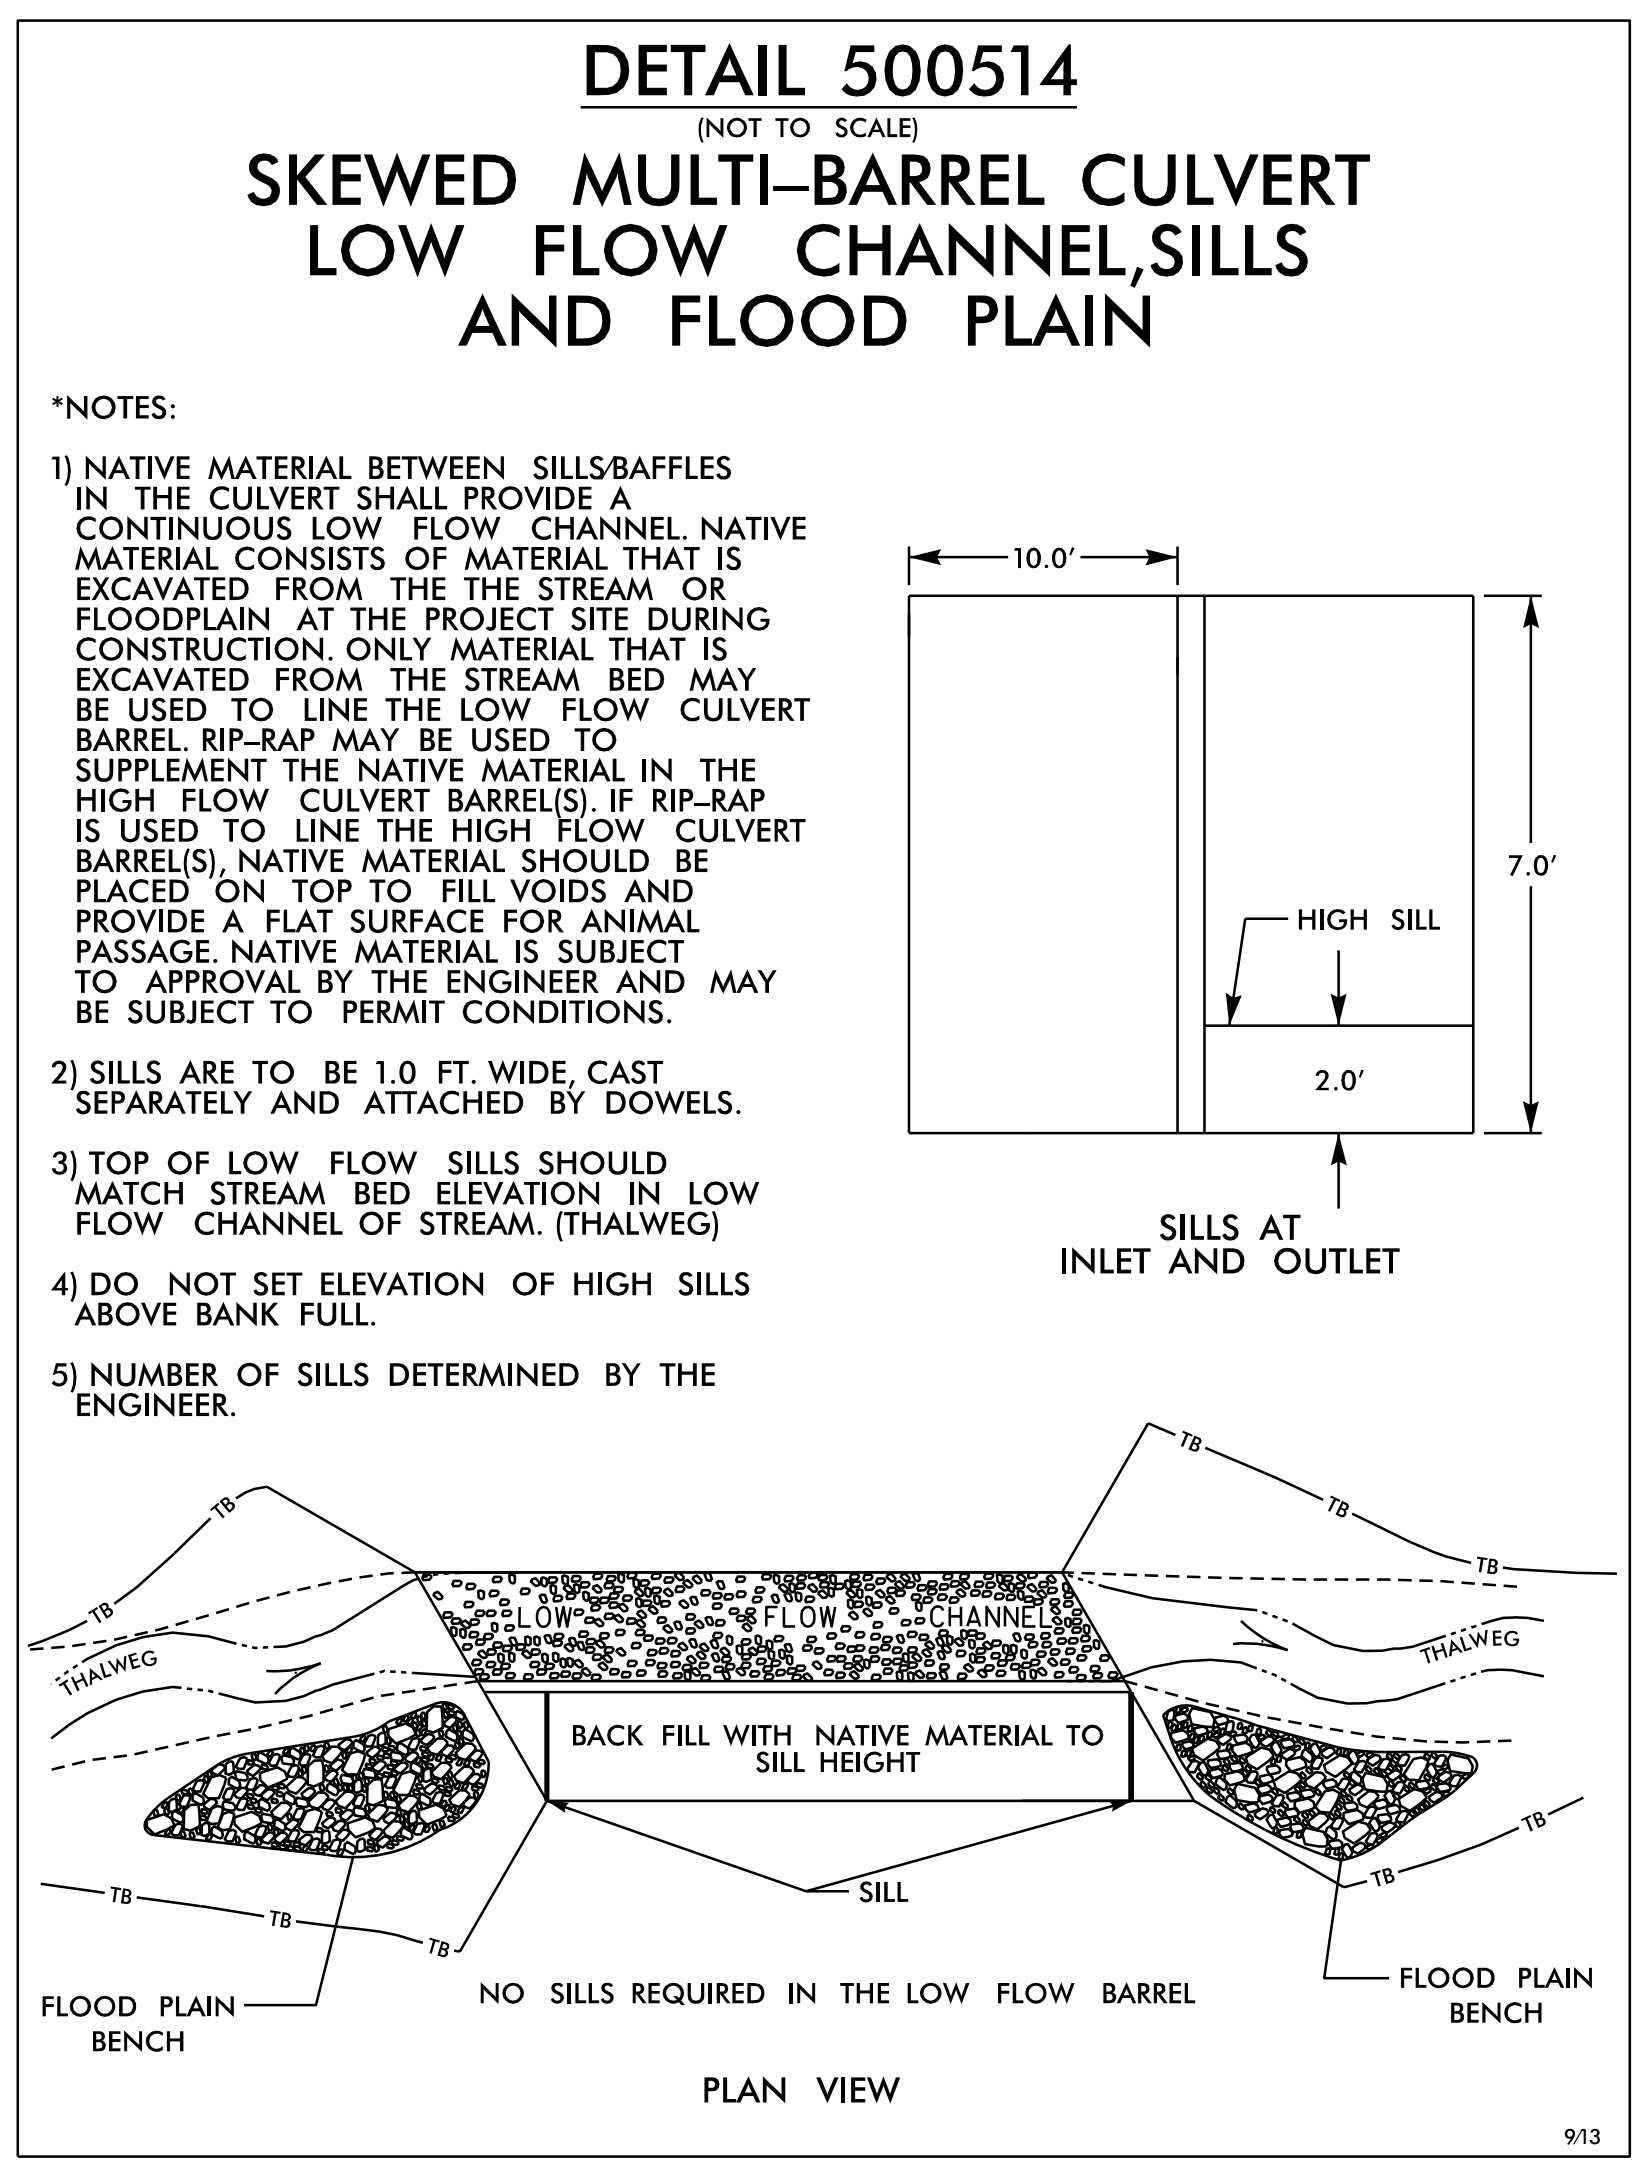 DETAIL 500514
(NOT TO SCALE)
SKEWED MULTI–BARREL CULVERT
LOW FLOW CHANNEL,SILLS
AND FLOOD PLAIN
*NOTES:
1) NATIVE MATERIAL BETWEEN SILLS/BAFFLES
IN THE CULVERT SHALL PROVIDE A
CONTINUOUS LOW FLOW CHANNEL. NATIVE
MATERIAL CONSISTS OF MATERIAL THAT IS
EXCAVATED FROM THE THE STREAM OR
FLOODPLAIN AT THE PROJECT SITE DURING
CONSTRUCTION. ONLY MATERIAL THAT IS
EXCAVATED FROM THE STREAM BED MAY
BE USED TO LINE THE LOW FLOW CULVERT
BARREL. RIP–RAP MAY BE USED TO
SUPPLEMENT THE NATIVE MATERIAL IN THE
HIGH FLOW CULVERT BARREL(S). IF RIP–RAP
IS USED TO LINE THE HIGH FLOW CULVERT
BARREL(S), NATIVE MATERIAL SHOULD BE
PLACED ON TOP TO FILL VOIDS AND
PROVIDE A FLAT SURFACE FOR ANIMAL
PASSAGE. NATIVE MATERIAL IS SUBJECT
TO APPROVAL BY THE ENGINEER AND MAY
BE SUBJECT TO PERMIT CONDITIONS.
2) SILLS ARE TO BE 1.0 FT. WIDE, CAST
SEPARATELY AND ATTACHED BY DOWELS.
3) TOP OF LOW FLOW SILLS SHOULD
MATCH STREAM BED ELEVATION IN LOW
FLOW CHANNEL OF STREAM. (THALWEG)
4) DO NOT SET ELEVATION OF HIGH SILLS
ABOVE BANK FULL.
5) NUMBER OF SILLS DETERMINED BY THE
ENGINEER.
10.0'
7.0'
HIGH SILL
2.0'
SILLS AT
INLET AND OUTLET
TB
TB
TB
TB
TB
TB
LOW FLOW CHANNEL
THALWEG
THALWEG
BACK FILL WITH NATIVE MATERIAL TO
SILL HEIGHT
TB
TB
SILL
TB
TB
TB
FLOOD PLAIN
BENCH
NO SILLS REQUIRED IN THE LOW FLOW BARREL
FLOOD PLAIN
BENCH
PLAN VIEW
9/13